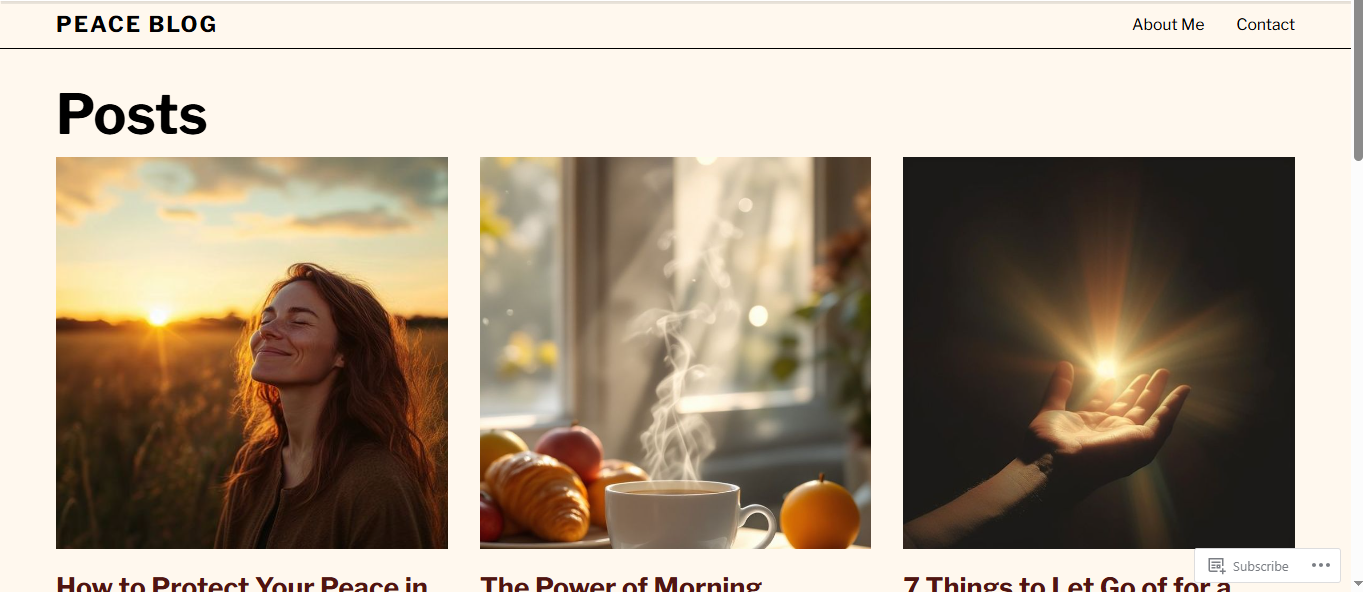 PEACE BLOG
About Me Contact
Posts
How to Protect Your Peace in
The Power of Morning
7 Things to Let Go of for a
Subscribe